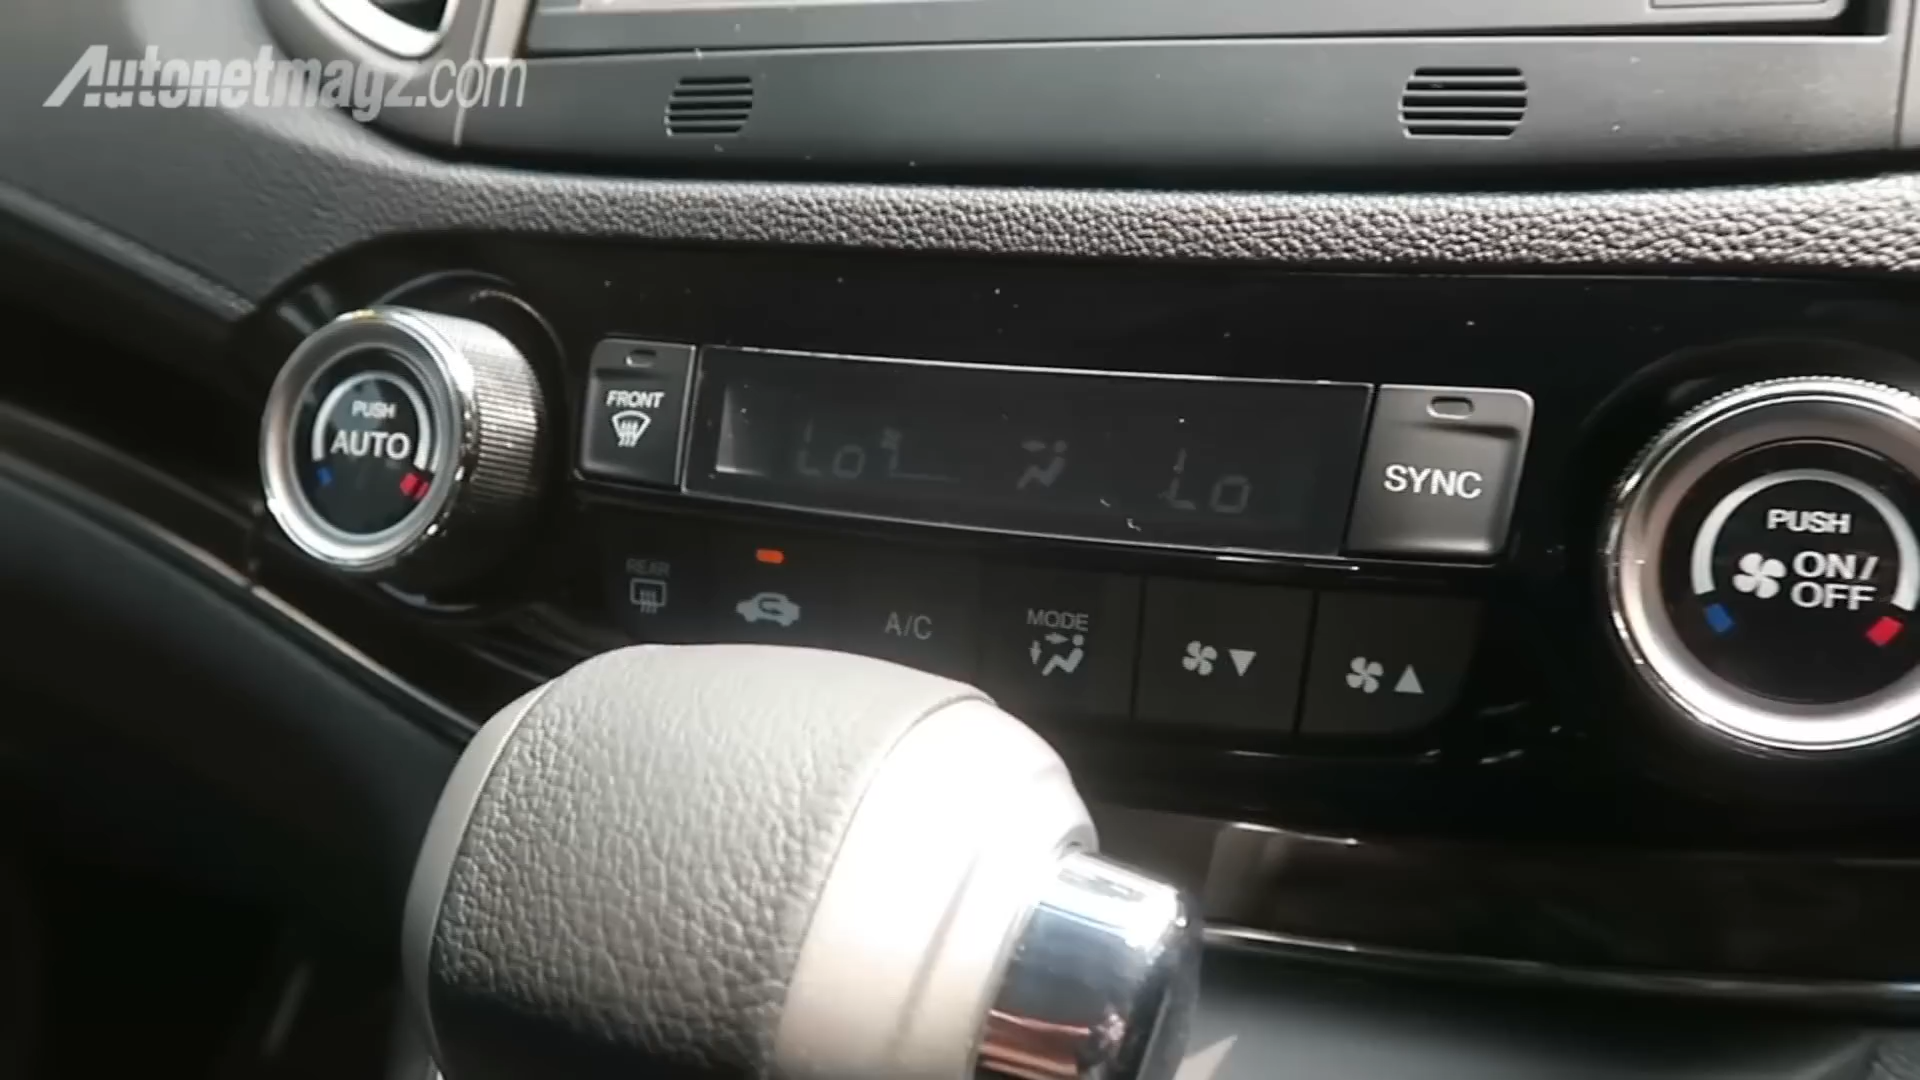 Autonetmagz.com
PUSH
AUTO
FRONT
Lo
Lo
SYNC
PUSH
ON/
OFF
REAR
A/C
MODE